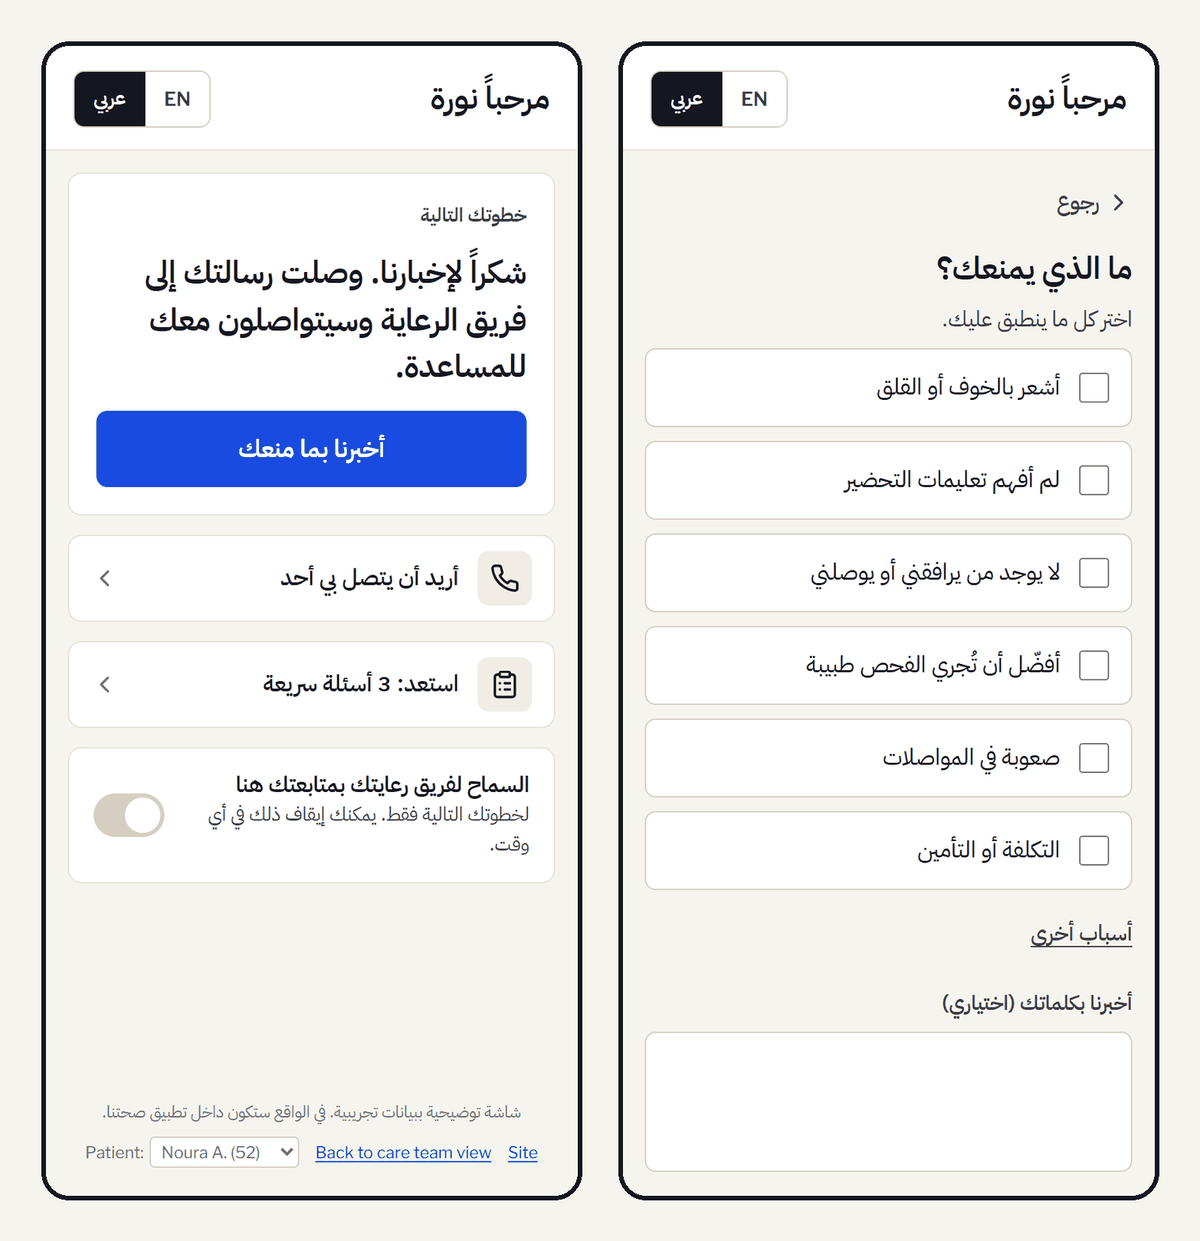 مرحباً نورة
EN
عربي
خطوتك التالية
شكراً لإخبارنا. وصلت رسالتك إلى
فريق الرعاية وسيتواصلون معك
للمساعدة.
أخبرنا بما منعك
أريد أن يتصل بي أحد
استعد: 3 أسئلة سريعة
السماح لفريق رعايتك بمتابعتك هنا
لخطوتك التالية فقط. يمكنك إيقاف ذلك في أي
وقت.
شاشة توضيحية ببيانات تجريبية. في الواقع ستكون داخل تطبيق صحتنا.
Patient: Noura A. (52) Back to care team view Site
مرحباً نورة
EN
عربي
رجوع
ما الذي يمنعك؟
اختر كل ما ينطبق عليك.
أشعر بالخوف أو القلق
لم أفهم تعليمات التحضير
لا يوجد من يرافقني أو يوصلني
أفضّل أن تُجري الفحص طبيبة
صعوبة في المواصلات
التكلفة أو التأمين
أسباب أخرى
أخبرنا بكلماتك (اختياري)